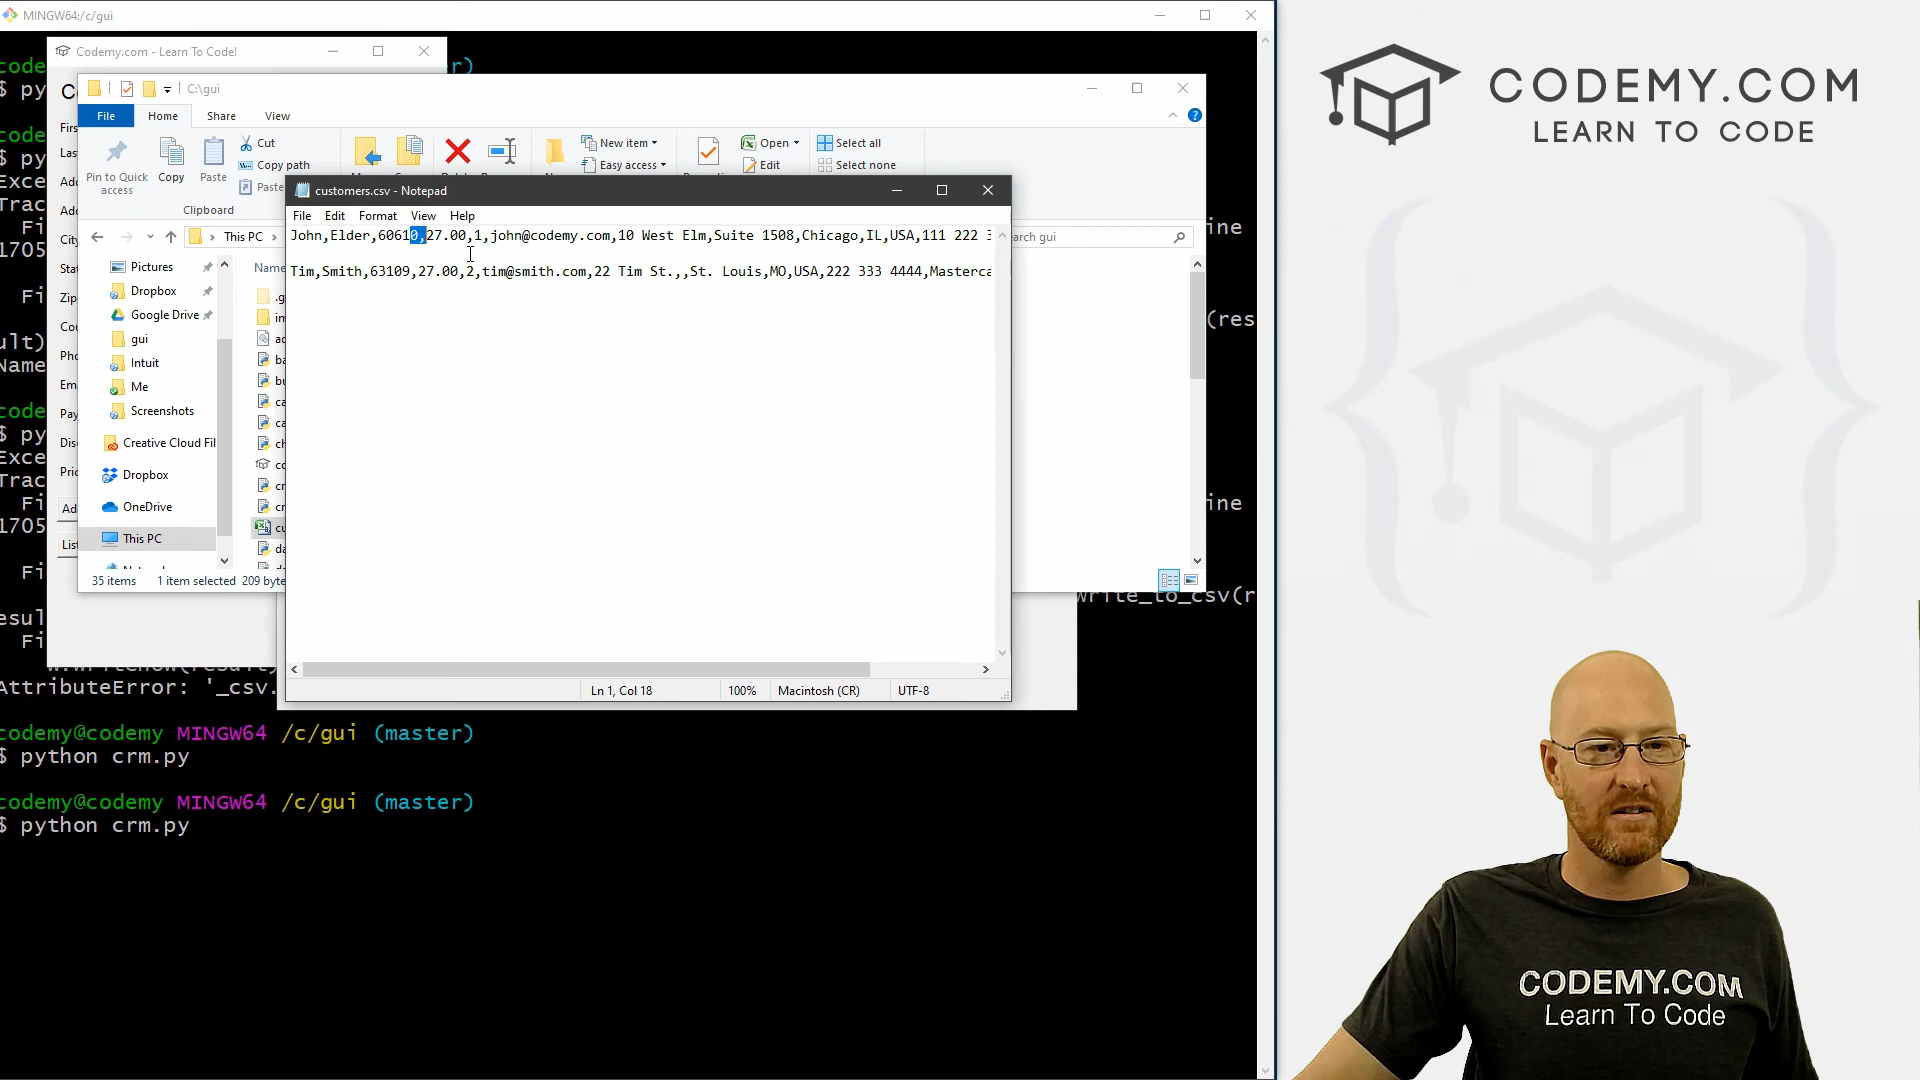 MINGW64:/c/gui
Codemy.com - Learn To Code!
C:\gui
File Home Share View
Pin to Quick access
Copy
Paste
Cut
Copy path
Clipboard
New item
Easy access
Open
Edit
Select all
Select none
This PC
Pictures
Dropbox
Google Drive
gui
Intuit
Me
Screenshots
Creative Cloud Fil
Dropbox
OneDrive
This PC
Name
35 items 1 item selected 209 byte
customers.csv - Notepad
File Edit Format View Help
John,Elder,60610,27.00,1,john@codemy.com,10 West Elm,Suite 1508,Chicago,IL,USA,111 222 3
Tim,Smith,63109,27.00,2,tim@smith.com,22 Tim St.,,St. Louis,MO,USA,222 333 4444,Masterca
Ln 1, Col 18 100% Macintosh (CR) UTF-8
AttributeError: '_csv.
codemy@codemy MINGW64 /c/gui (master)
$ python crm.py
codemy@codemy MINGW64 /c/gui (master)
$ python crm.py
CODEMY.COM
LEARN TO CODE
CODEMY.COM
Learn To Code